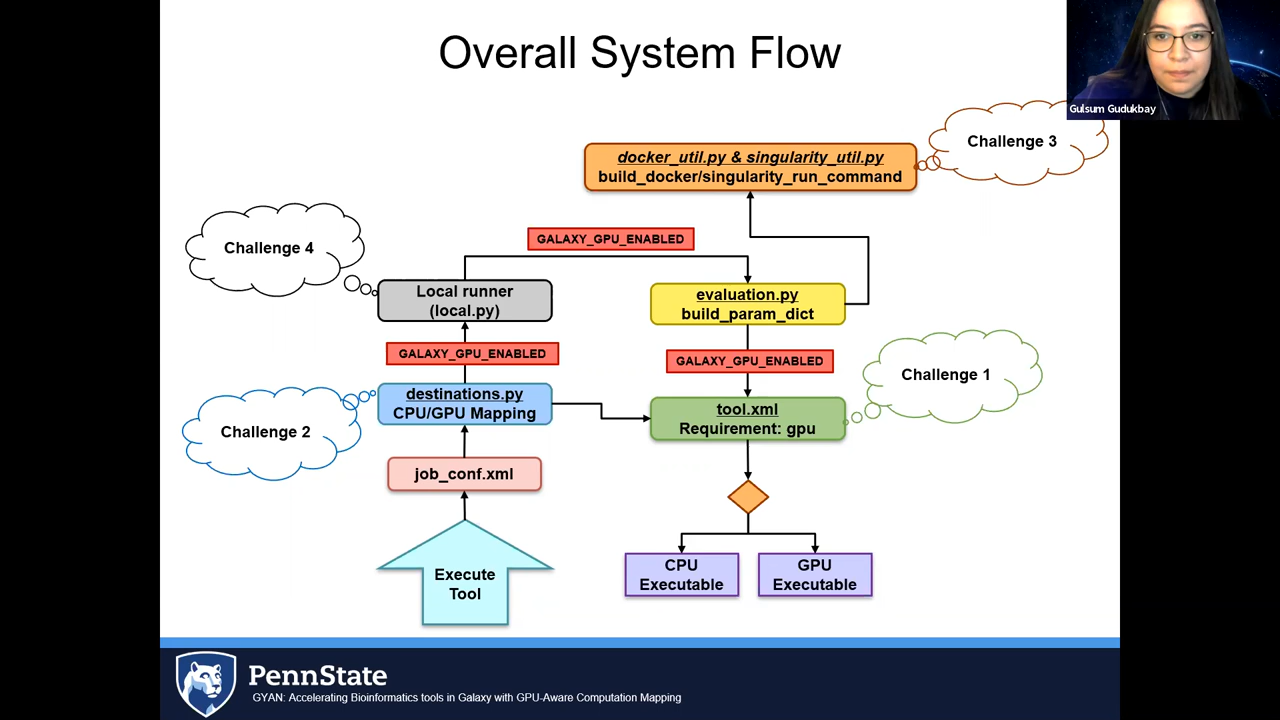 Overall System Flow
Gulsum Gudukbay
Challenge 3
docker_util.py & singularity_util.py
build_docker/singularity_run_command
Challenge 4
GALAXY_GPU_ENABLED
Local runner
(local.py)
evaluation.py
build_param_dict
GALAXY_GPU_ENABLED
GALAXY_GPU_ENABLED
Challenge 1
destinations.py
CPU/GPU Mapping
tool.xml
Requirement: gpu
Challenge 2
job_conf.xml
Execute
Tool
CPU
Executable
GPU
Executable
PennState
GYAN: Accelerating Bioinformatics tools in Galaxy with GPU-Aware Computation Mapping